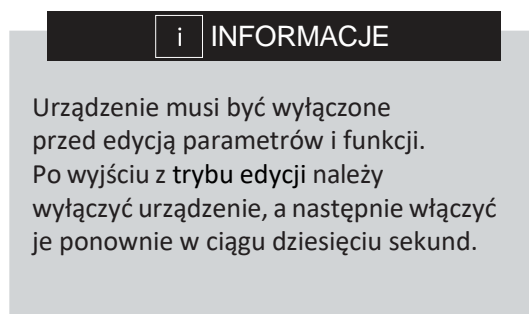 i INFORMACJE
Urządzenie musi być wyłączone
przed edycją parametrów i funkcji.
Po wyjściu z trybu edycji należy
wyłączyć urządzenie, a następnie włączyć
je ponownie w ciągu dziesięciu sekund.